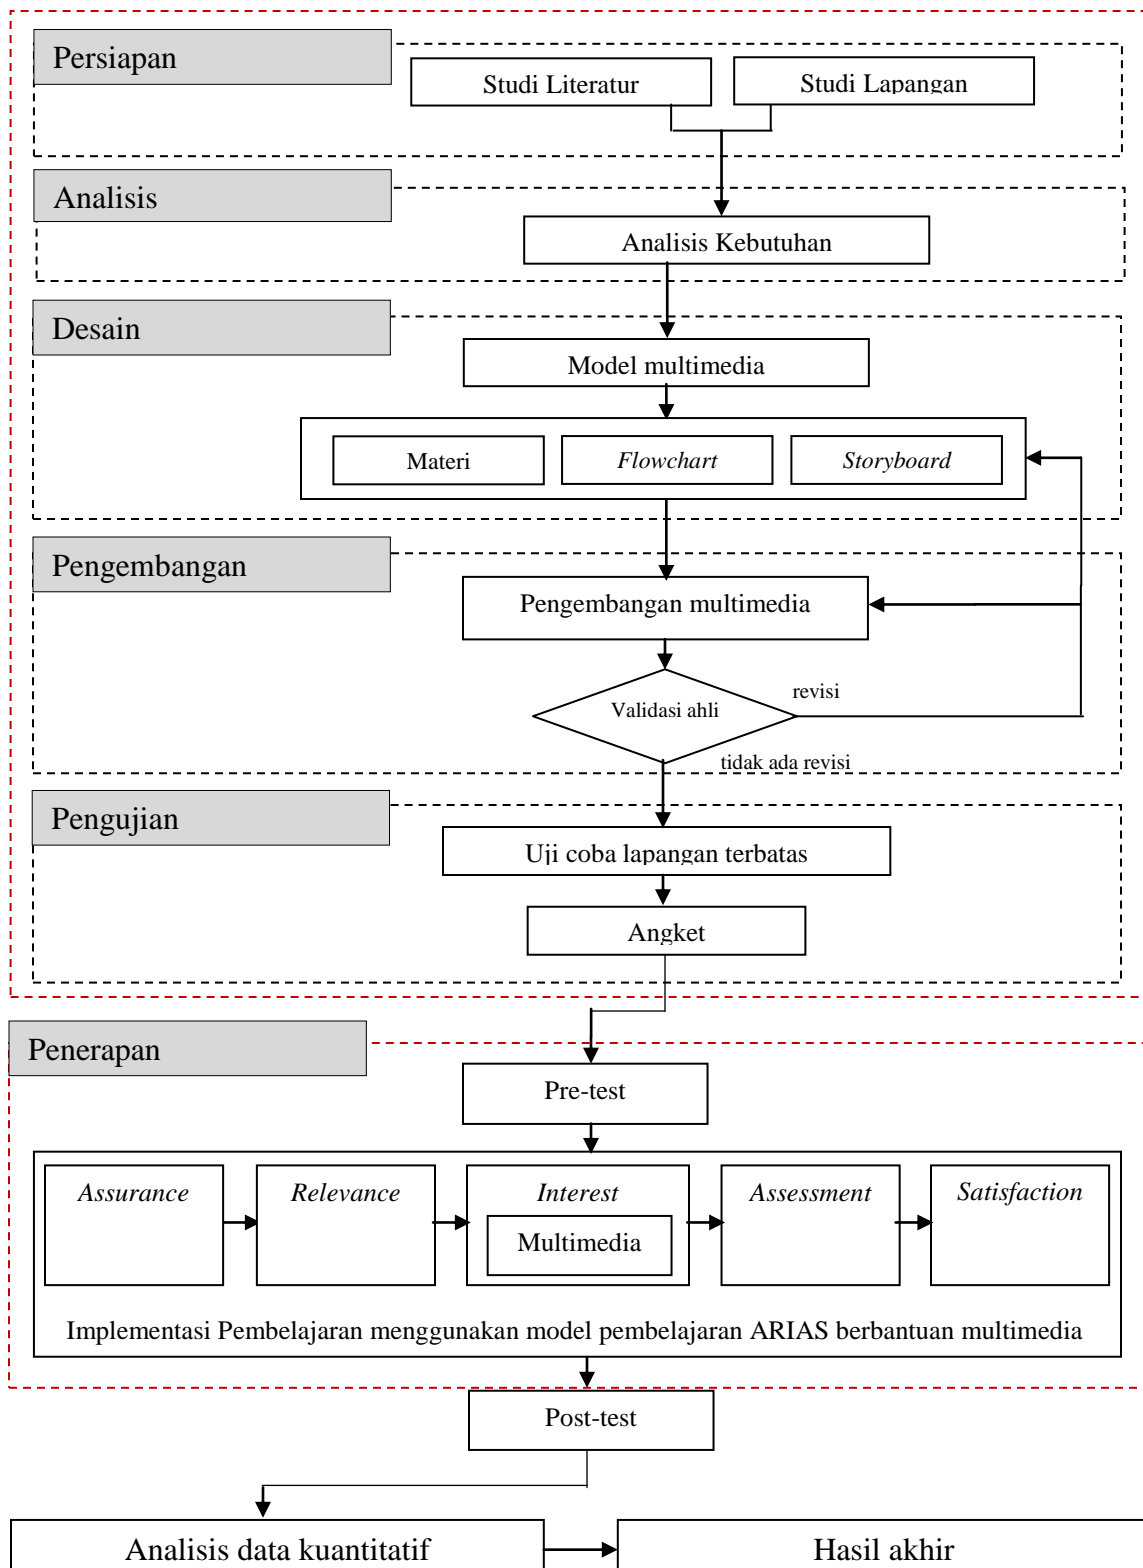 Persiapan
Studi Literatur
Studi Lapangan
Analisis
Analisis Kebutuhan
Desain
Model multimedia
Materi
Flowchart
Storyboard
Pengembangan
Pengembangan multimedia
Validasi ahli
revisi
tidak ada revisi
Pengujian
Uji coba lapangan terbatas
Angket
Penerapan
Pre-test
Assurance
Relevance
Interest
Multimedia
Assessment
Satisfaction
Implementasi Pembelajaran menggunakan model pembelajaran ARIAS berbantuan multimedia
Post-test
Analisis data kuantitatif
Hasil akhir